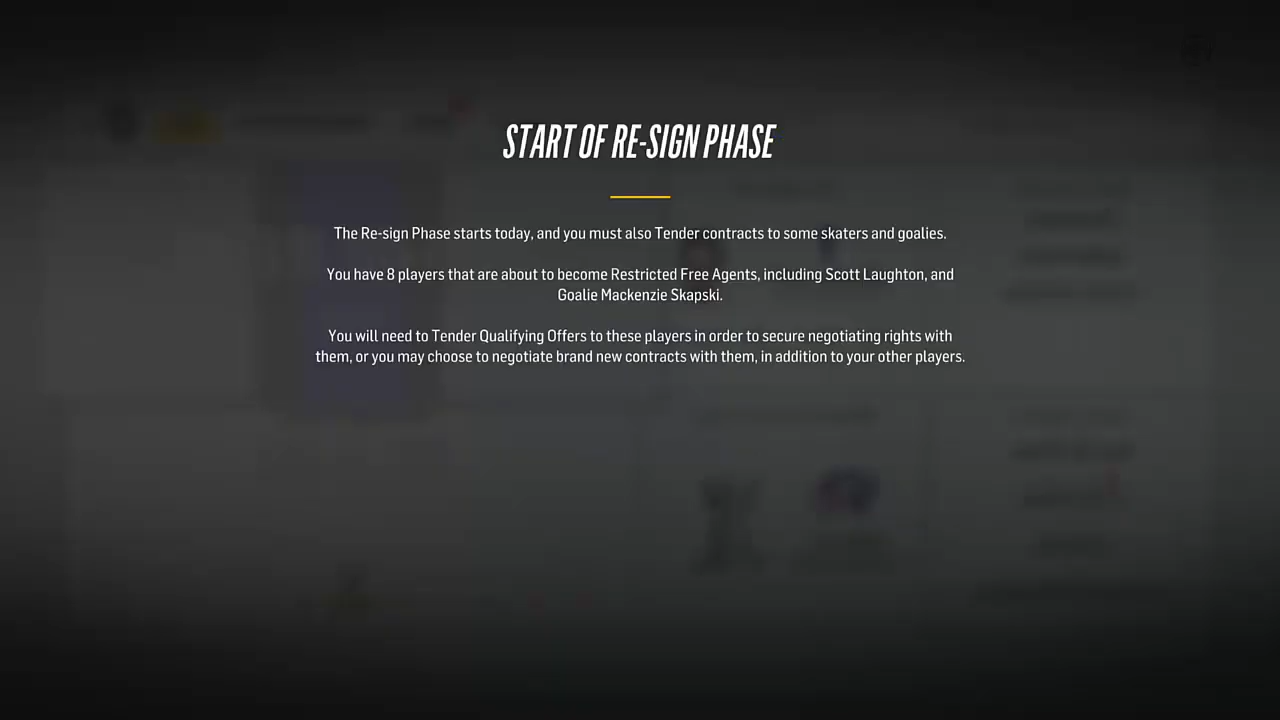 START OF RE-SIGN PHASE
The Re-sign Phase starts today, and you must also Tender contracts to some skaters and goalies.
You have 8 players that are about to become Restricted Free Agents, including Scott Laughton, and
Goalie Mackenzie Skapski.
You will need to Tender Qualifying Offers to these players in order to secure negotiating rights with
them, or you may choose to negotiate brand new contracts with them, in addition to your other players.